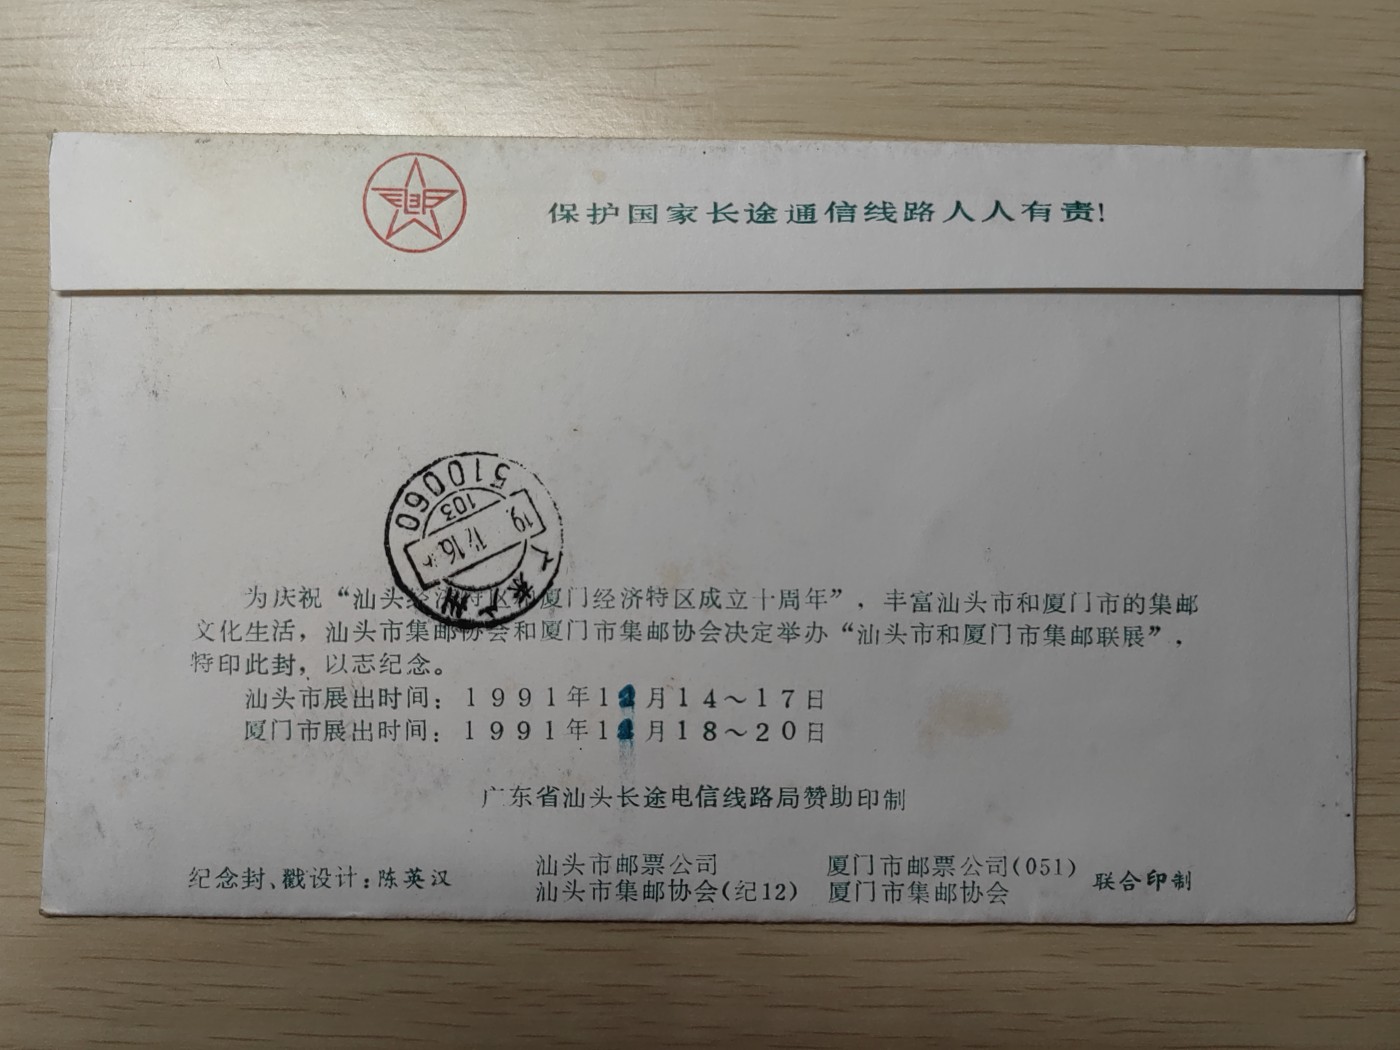 保护国家长途通信线路人人有责!
510060
103
为庆祝“汕头经济特区和厦门经济特区成立十周年”,丰富汕头市和厦门市的集邮
文化生活,汕头市集邮协会和厦门市集邮协会决定举办“汕头市和厦门市集邮联展”,
特印此封,以志纪念。
汕头市展出时间:1991年1月14~17日
厦门市展出时间:1991年1月18~20日
广东省汕头长途电信线路局赞助印制
纪念封、戳设计:陈英汉
汕头市邮票公司 厦门市邮票公司(051)
汕头市集邮协会(纪12) 厦门市集邮协会
联合印制